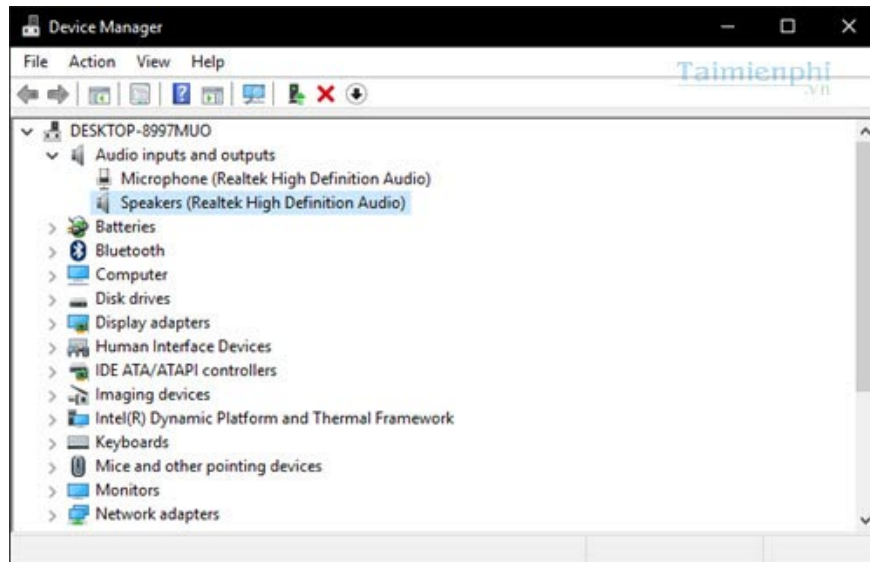 Device Manager
File Action View Help
Taimienphi
.vn
DESKTOP-8997MUO
Audio inputs and outputs
Microphone (Realtek High Definition Audio)
Speakers (Realtek High Definition Audio)
Batteries
Bluetooth
Computer
Disk drives
Display adapters
Human Interface Devices
IDE ATA/ATAPI controllers
Imaging devices
Intel(R) Dynamic Platform and Thermal Framework
Keyboards
Mice and other pointing devices
Monitors
Network adapters